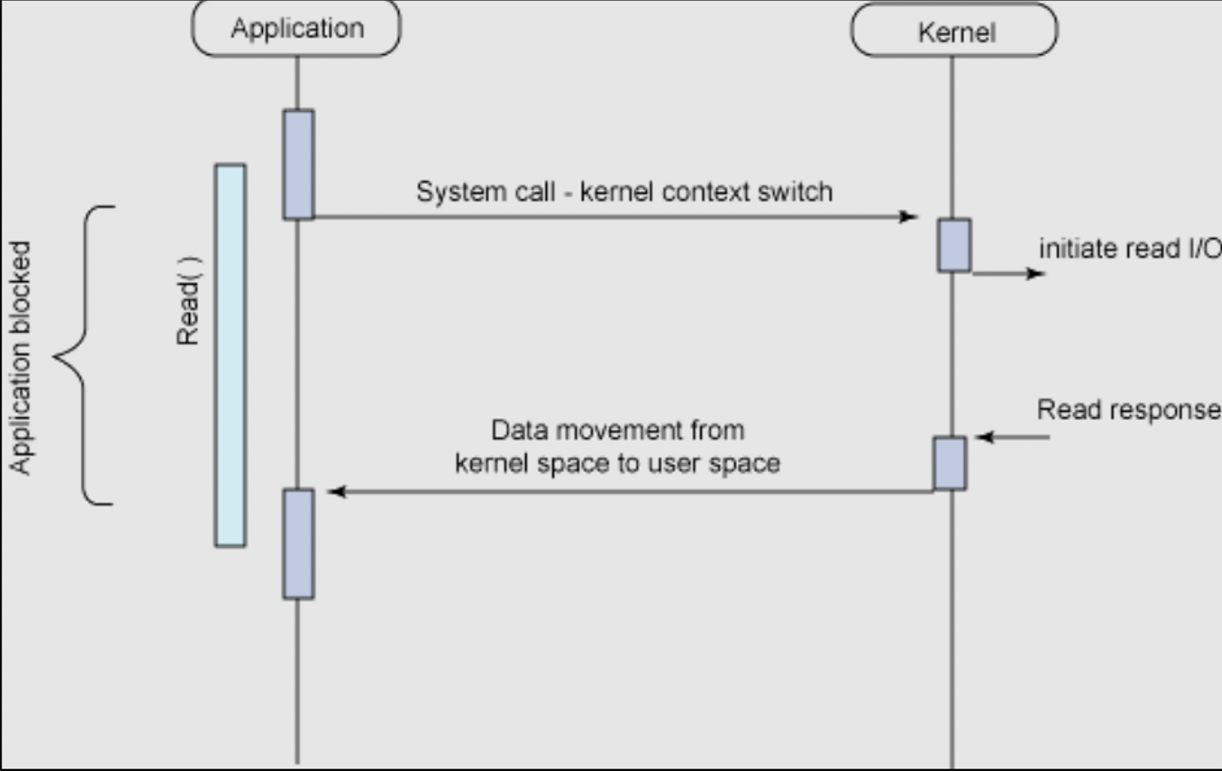 Application
Kernel
System call - kernel context switch
initiate read I/O
Application blocked
Read( )
Read response
Data movement from
kernel space to user space